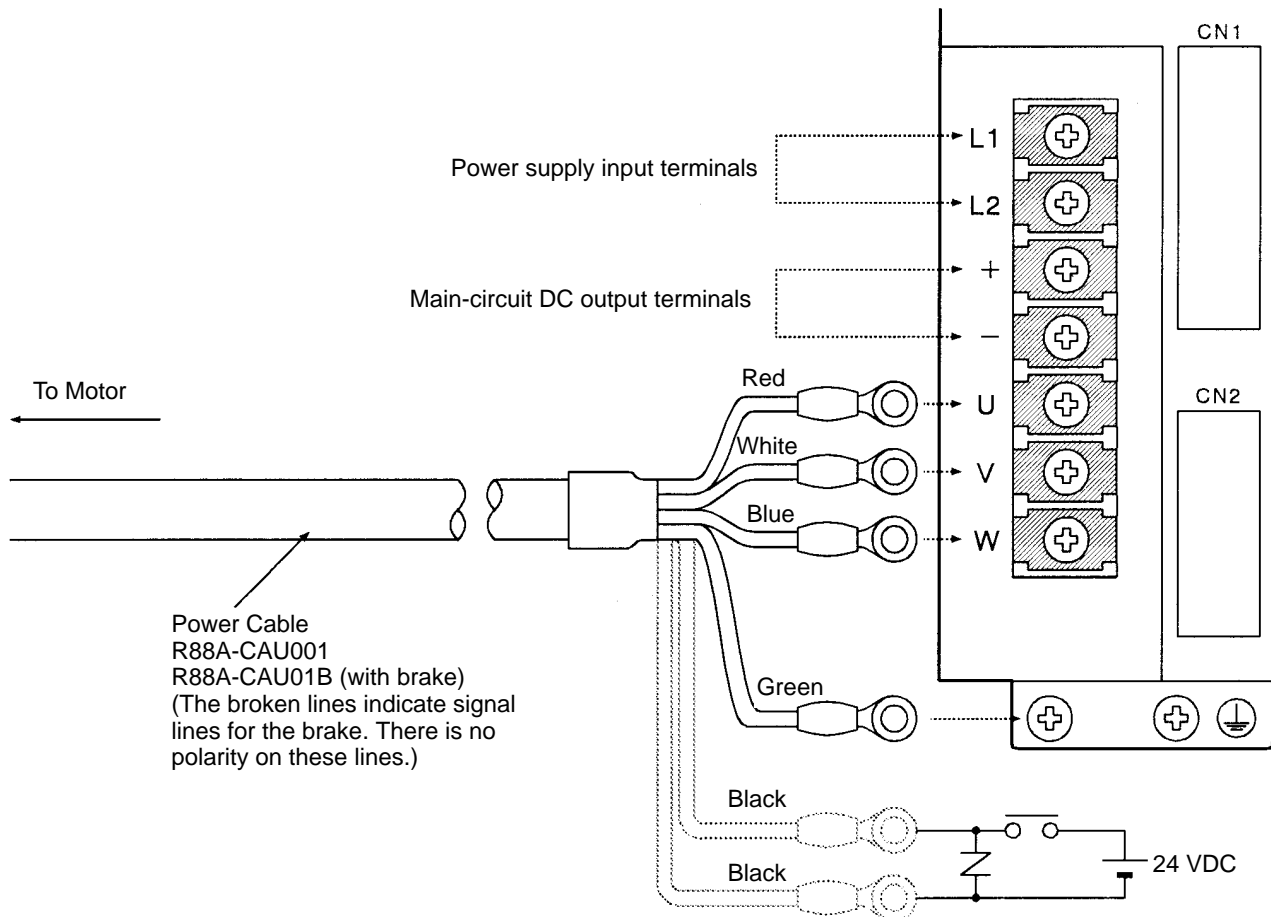 CN1
L1
Power supply input terminals
L2
+
Main-circuit DC output terminals
−
Red
To Motor
U
CN2
White
V
Blue
W
Power Cable
R88A-CAU001
R88A-CAU01B (with brake)
(The broken lines indicate signal
lines for the brake. There is no
polarity on these lines.)
Green
Black
24 VDC
Black